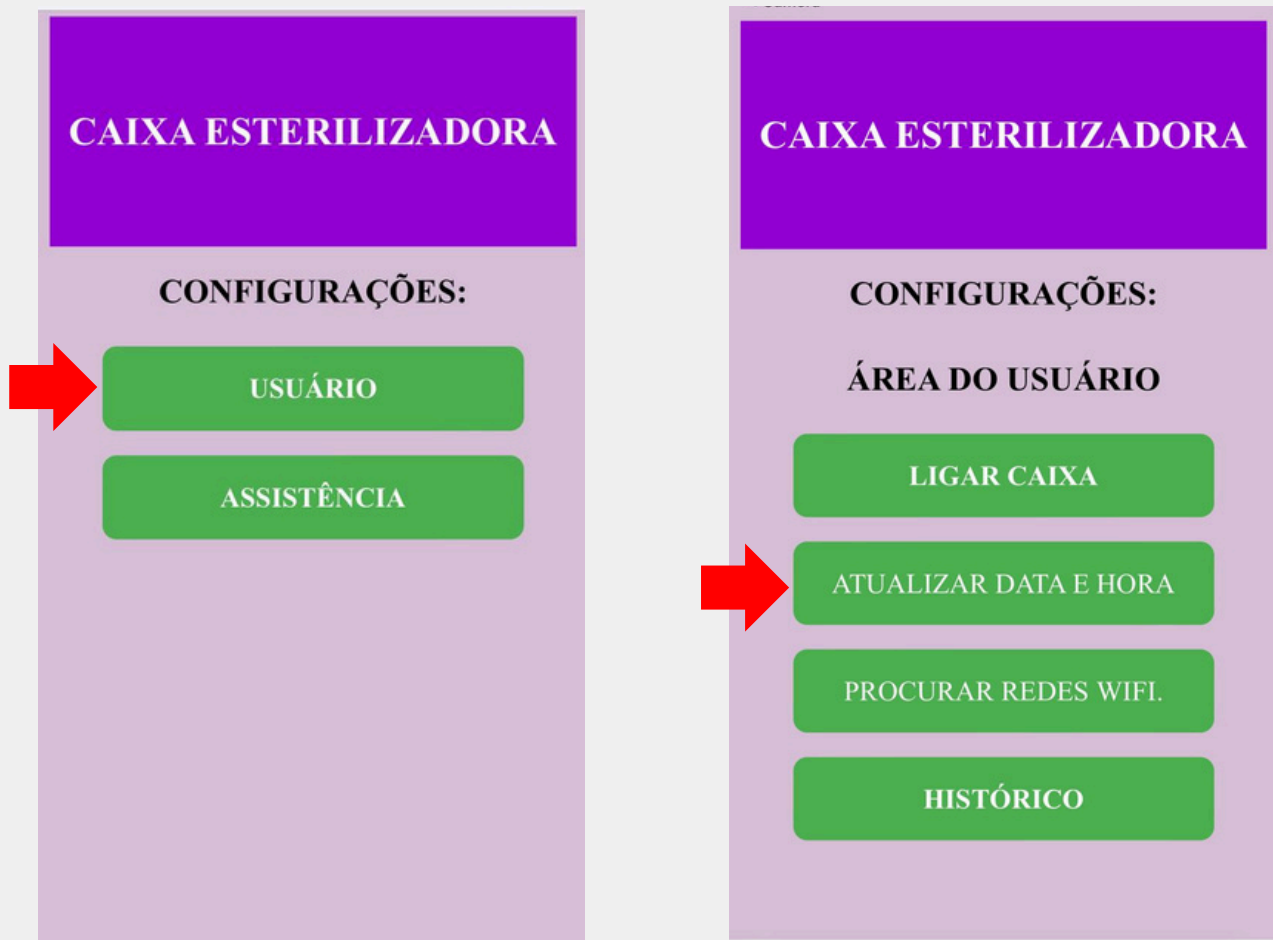 CAIXA ESTERILIZADORA
CONFIGURAÇÕES:
USUÁRIO
ASSISTÊNCIA
CAIXA ESTERILIZADORA
CONFIGURAÇÕES:
ÁREA DO USUÁRIO
LIGAR CAIXA
ATUALIZAR DATA E HORA
PROCURAR REDES WIFI.
HISTÓRICO